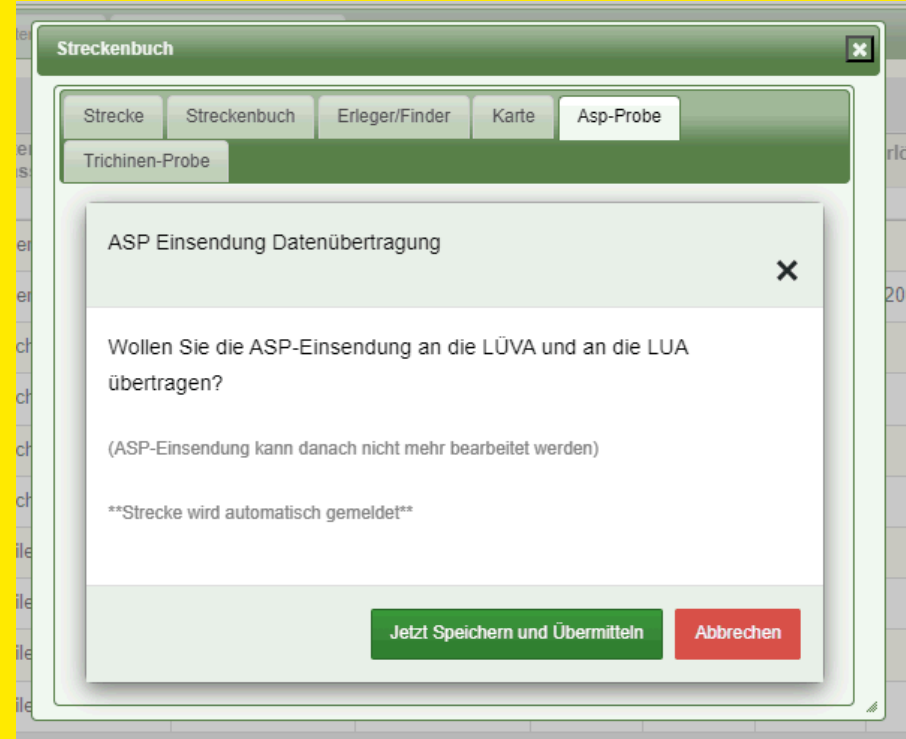 Streckenbuch
Strecke Streckenbuch Erleger/Finder Karte Asp-Probe
Trichinen-Probe
ASP Einsendung Datenübertragung
Wollen Sie die ASP-Einsendung an die LÜVA und an die LUA
übertragen?
(ASP-Einsendung kann danach nicht mehr bearbeitet werden)
**Strecke wird automatisch gemeldet**
Jetzt Speichern und Übermitteln Abbrechen